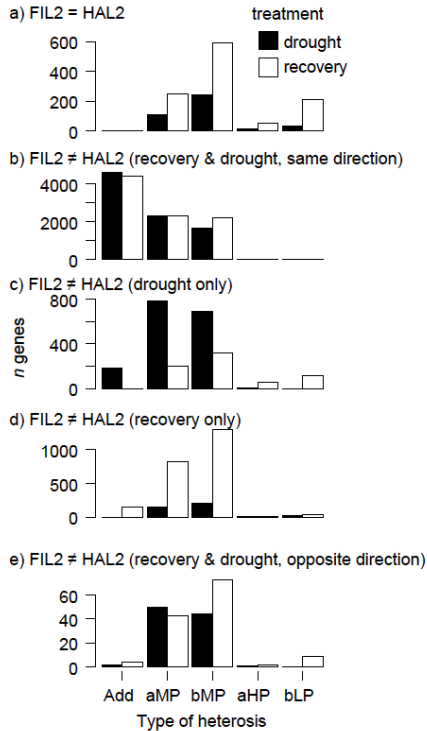 a) FIL2 = HAL2
treatment
drought
recovery
600
400
200
0
b) FIL2 ≠ HAL2 (recovery & drought, same direction)
4000
2000
0
c) FIL2 ≠ HAL2 (drought only)
800
400
0
n genes
d) FIL2 ≠ HAL2 (recovery only)
1000
500
0
e) FIL2 ≠ HAL2 (recovery & drought, opposite direction)
60
40
20
0
Add aMP bMP aHP bLP
Type of heterosis